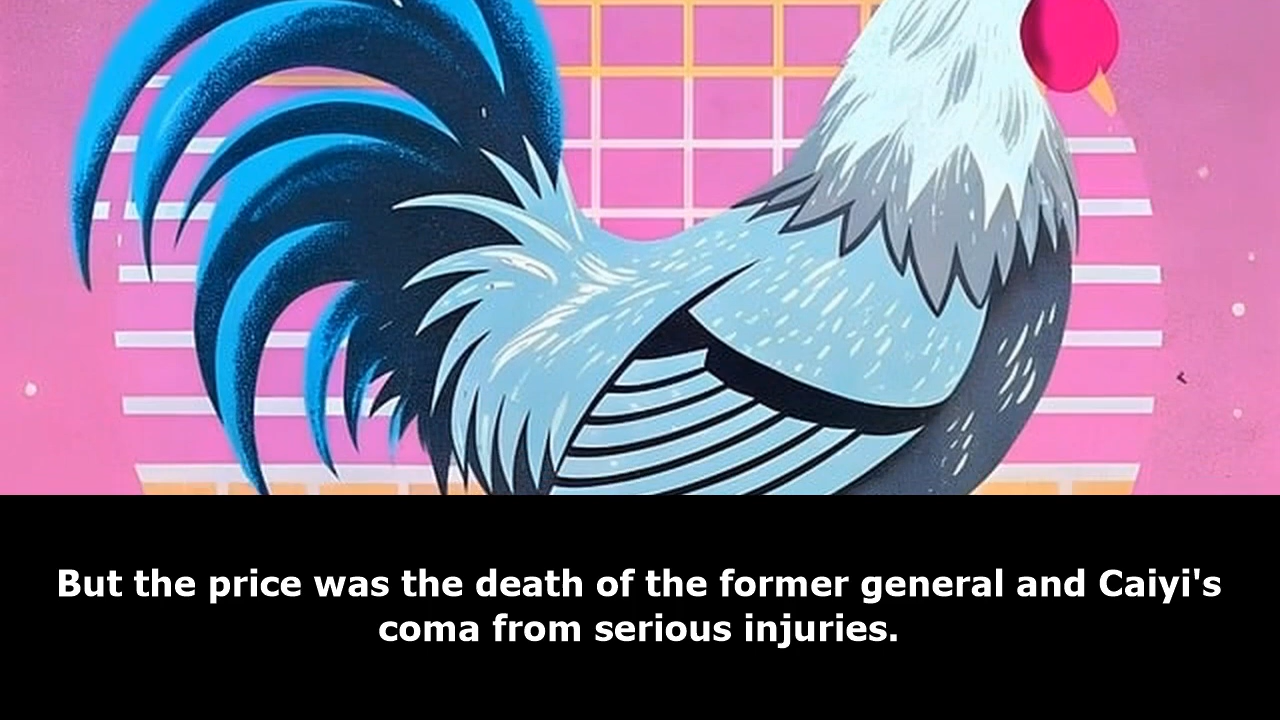 But the price was the death of the former general and Caiyi's
coma from serious injuries.